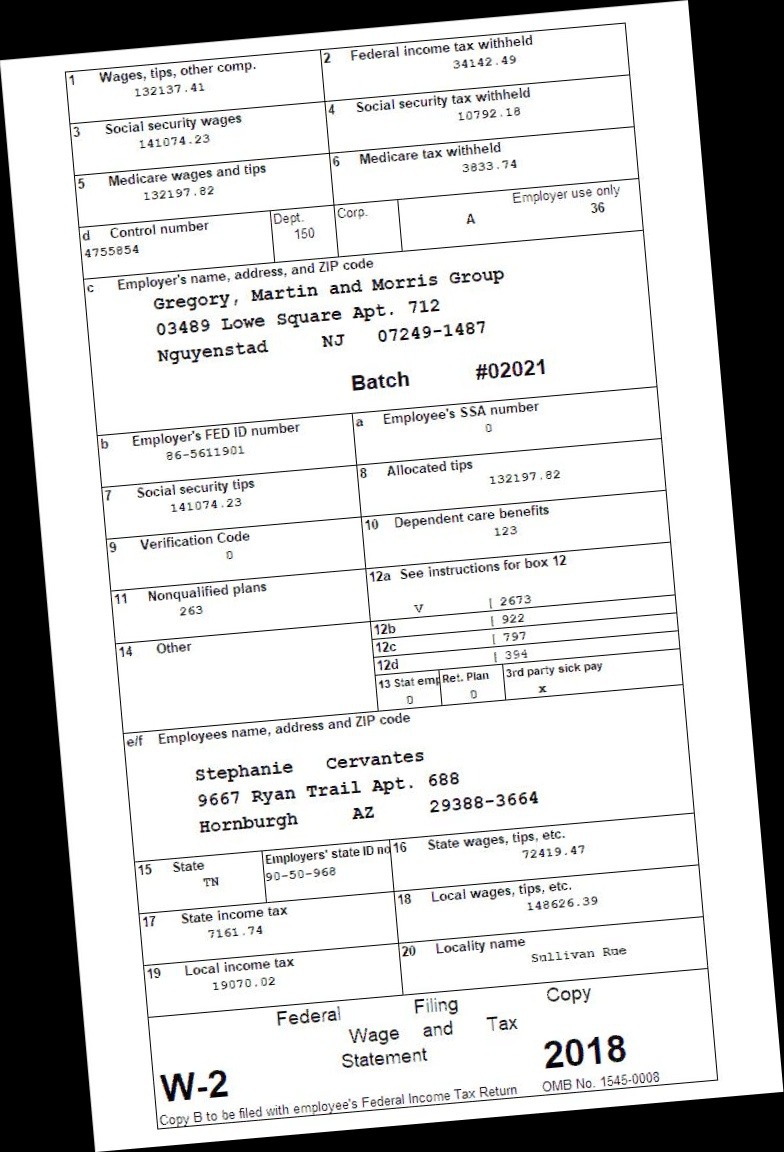 1 Wages, tips, other comp.
132137.41
2 Federal income tax withheld
34142.49
3 Social security wages
141074.23
4 Social security tax withheld
10792.18
5 Medicare wages and tips
132197.82
6 Medicare tax withheld
3833.74
d Control number
4755854
Dept.
150
Corp.
A
Employer use only
36
c Employer's name, address, and ZIP code
Gregory, Martin and Morris Group
03489 Lowe Square Apt. 712
Nguyenstad NJ 07249-1487
Batch #02021
b Employer's FED ID number
86-5611901
a Employee's SSA number
0
7 Social security tips
141074.23
8 Allocated tips
132197.82
9 Verification Code
0
10 Dependent care benefits
123
11 Nonqualified plans
263
12a See instructions for box 12
V | 2673
12b | 922
12c | 797
12d | 394
14 Other
13 Stat emp
0
Ret. Plan
0
3rd party sick pay
x
e/f Employees name, address and ZIP code
Stephanie Cervantes
9667 Ryan Trail Apt. 688
Hornburgh AZ 29388-3664
15 State
TN
Employers' state ID no
90-50-968
16 State wages, tips, etc.
72419.47
17 State income tax
7161.74
18 Local wages, tips, etc.
148626.39
19 Local income tax
19070.02
20 Locality name
Sullivan Rue
Federal Filing Copy
Wage and Tax
Statement
W-2
2018
Copy B to be filed with employee's Federal Income Tax Return
OMB No. 1545-0008